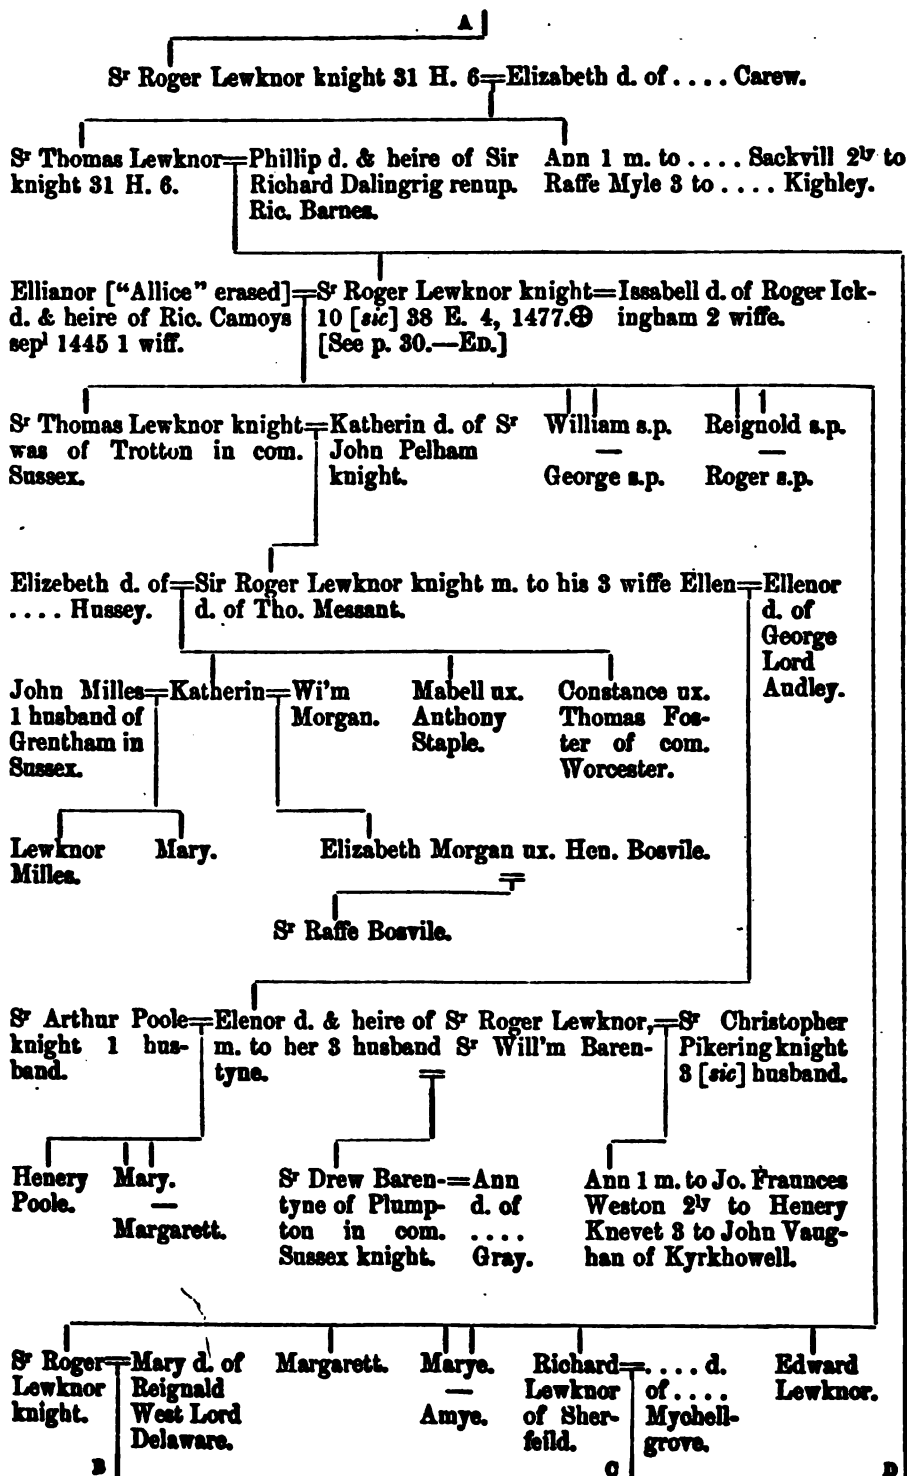 A
Sr Roger Lewknor knight 31 H. 6=Elizabeth d. of . . . . Carew.
Sr Thomas Lewknor=Phillip d. & heire of Sir
knight 31 H. 6.
Richard Dalingrig renup.
Ric. Barnes.
Ann 1 m. to . . . . Sackvill 2ly to
Raffe Myle 3 to . . . . Kighley.
Ellianor ["Allice" erased]=Sr Roger Lewknor knight=Issabell d. of Roger Ick-
d. & heire of Ric. Camoys
sepl 1445 1 wiff.
10 [sic] 38 E. 4, 1477.⊕
[See p. 30.—ED.]
ingham 2 wiffe.
Sr Thomas Lewknor knight=Katherin d. of Sr
was of Trotton in com.
Sussex.
John Pelham
knight.
William s.p.
—
George s.p.
Reignold s.p.
—
Roger s.p.
Elizebeth d. of=Sir Roger Lewknor knight m. to his 3 wiffe Ellen=Ellenor
. . . . Hussey.
d. of Tho. Messant.
d. of
George
Lord
Audley.
John Milles=Katherin=Wi'm
1 husband of
Grentham in
Sussex.
Morgan.
Mabell ux.
Anthony
Staple.
Constance ux.
Thomas Fos-
ter of com.
Worcester.
Lewknor
Milles.
Mary.
Elizabeth Morgan ux. Hen. Bosvile.
=
Sr Raffe Bosvile.
Sr Arthur Poole=Elenor d. & heire of Sr Roger Lewknor,=Sr Christopher
knight 1 hus-
band.
m. to her 3 husband Sr Will'm Baren-
tyne.
=
Pikering knight
3 [sic] husband.
Henery
Poole.
Mary.
—
Margarett.
Sr Drew Baren-=Ann
tyne of Plump-
ton in com.
Sussex knight.
d. of
. . . .
Gray.
Ann 1 m. to Jo. Fraunces
Weston 2ly to Henery
Knevet 3 to John Vaug-
han of Kyrkhowell.
Sr Roger=Mary d. of
Lewknor
knight.
Reignald
West Lord
Delaware.
Margarett.
Marye.
—
Amye.
Richard=. . . . d.
Lewknor
of Sher-
feild.
of . . . .
Mychell-
grove.
Edward
Lewknor.
B
C
D